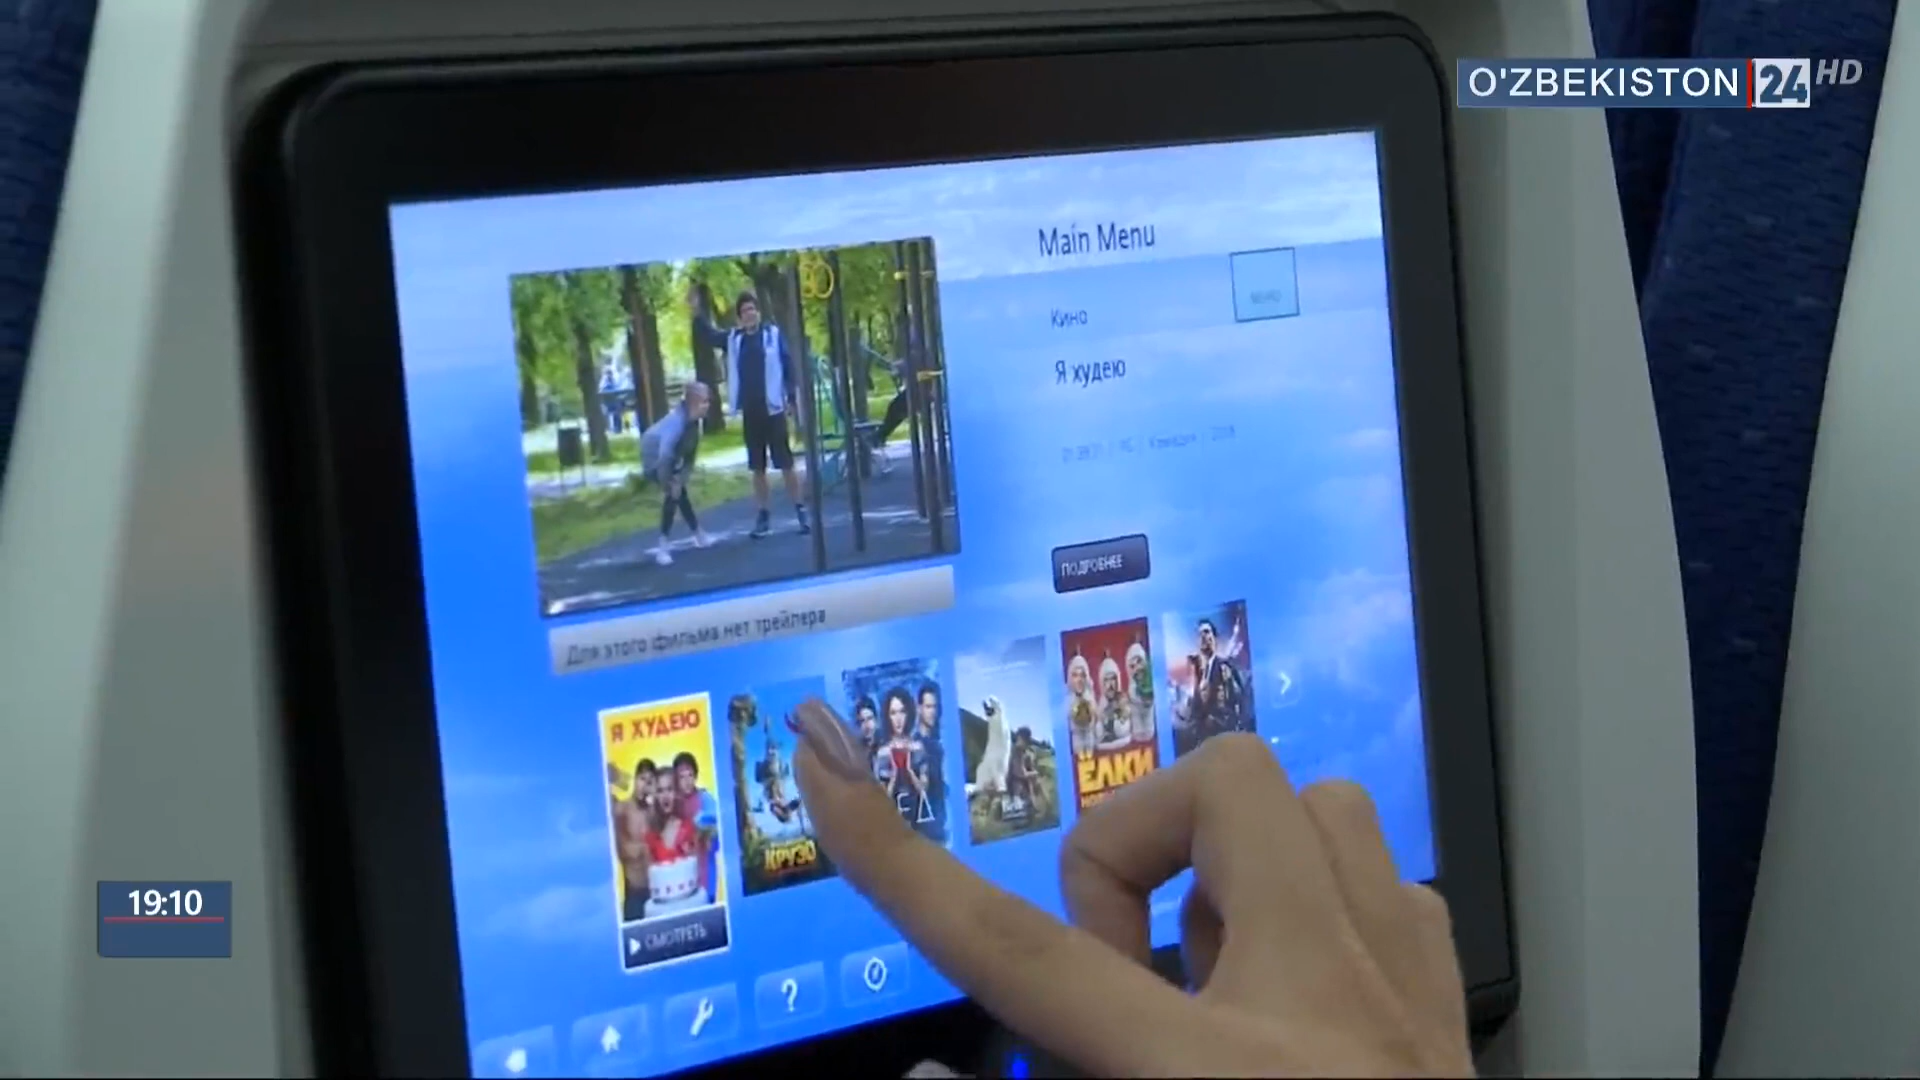 O'ZBEKISTON 24 HD
Main Menu
Кино
Я худею
ПОДРОБНЕЕ
Для этого фильма нет трейлера
Я ХУДЕЮ
КРУЗО
ЁЛКИ
СМОТРЕТЬ
?
19:10